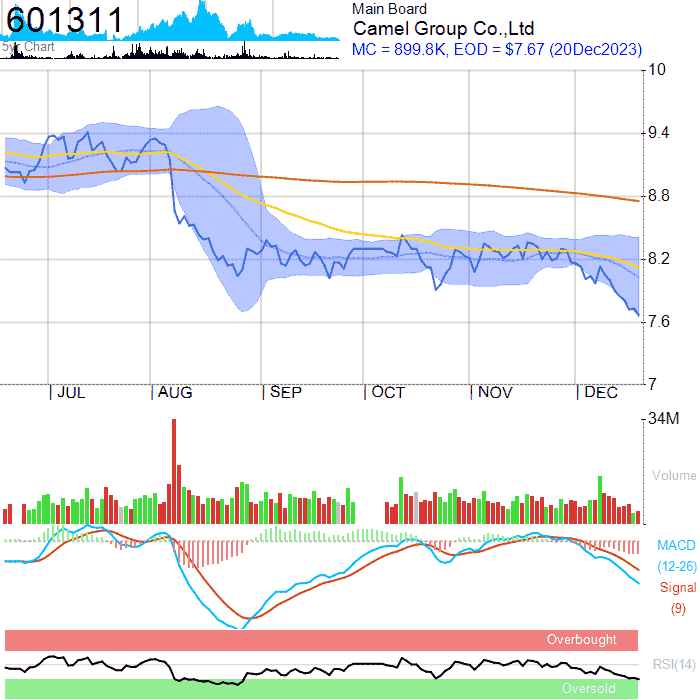 601311
5yr Chart
Main Board
Camel Group Co.,Ltd
MC = 899.8K, EOD = $7.67 (20Dec2023)
10
9.4
8.8
8.2
7.6
7
JUL AUG SEP OCT NOV DEC
34M
Volume
MACD
(12-26)
Signal
(9)
Overbought
RSI(14)
Oversold